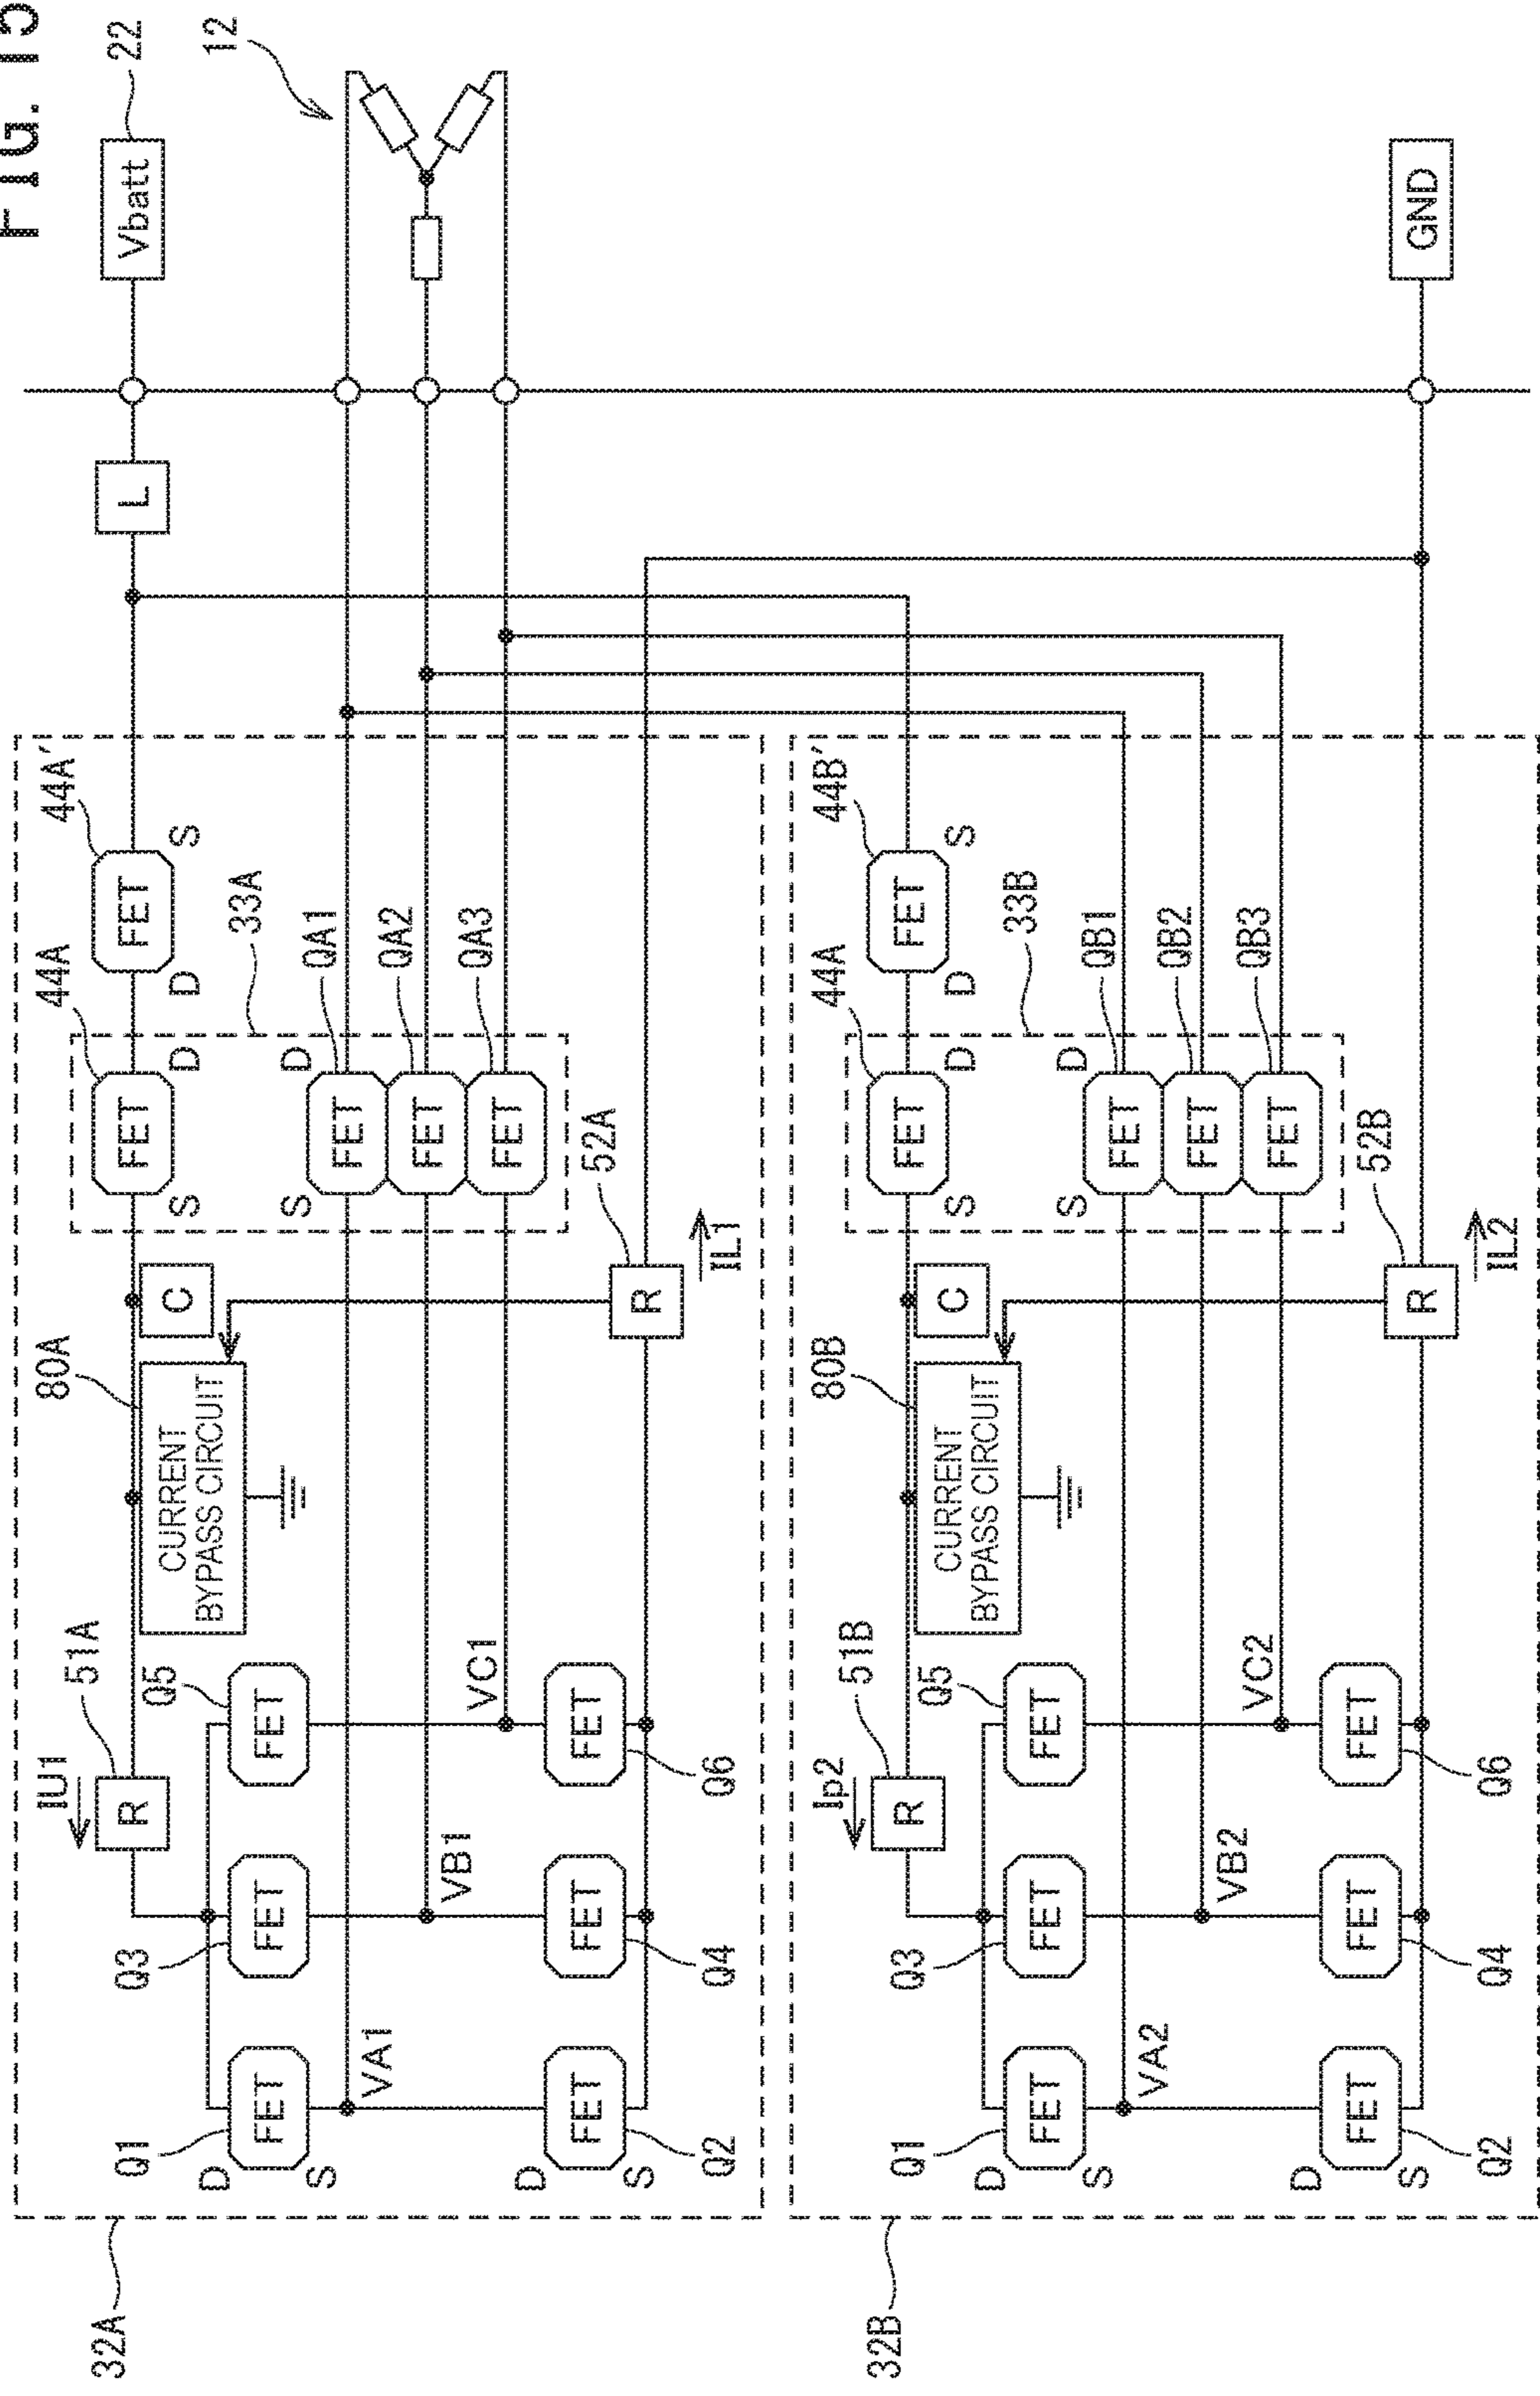 FIG. 15
32A
IU1
51A
80A
44A
44A′
22
R
FET
FET
L
Vbatt
S
D
D
S
C
CURRENT
BYPASS CIRCUIT
33A
12
Q1
Q3
Q5
D
FET
FET
FET
S
S
D
QA1
FET
VA1
QA2
FET
VB1
QA3
VC1
FET
D
FET
FET
FET
52A
S
R
Q2
Q4
Q6
IL1
32B
Ip2
51B
80B
44A
44B′
R
FET
FET
S
D
D
S
C
CURRENT
BYPASS CIRCUIT
33B
Q1
Q3
Q5
D
FET
FET
FET
S
S
D
QB1
FET
VA2
QB2
FET
VB2
QB3
VC2
FET
D
FET
FET
FET
52B
S
R
GND
Q2
Q4
Q6
IL2